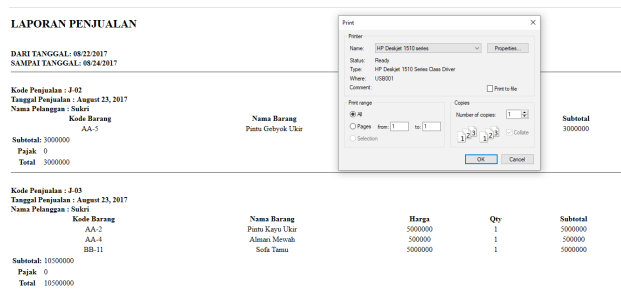 LAPORAN PENJUALAN
DARI TANGGAL: 08/22/2017
SAMPAI TANGGAL: 08/24/2017
Kode Penjualan : J-02
Tanggal Penjualan : August 23, 2017
Nama Pelanggan : Sukri
Kode Barang Nama Barang Subtotal
AA-5 Pintu Gebyok Ukir 3000000
Subtotal: 3000000
Pajak 0
Total 3000000
Kode Penjualan : J-03
Tanggal Penjualan : August 23, 2017
Nama Pelanggan : Sukri
Kode Barang Nama Barang Harga Qty Subtotal
AA-2 Pintu Kayu Ukir 5000000 1 5000000
AA-4 Almari Mewah 500000 1 500000
BB-11 Sofa Tamu 5000000 1 5000000
Subtotal: 10500000
Pajak 0
Total 10500000
Print
Printer
Name: HP Deskjet 1510 series Properties...
Status: Ready
Type: HP Deskjet 1510 Series Class Driver
Where: USB001
Comment: Print to file
Print range
All
Pages from: 1 to: 1
Selection
Copies
Number of copies: 1
1 2 3 1 2 3 Collate
OK Cancel